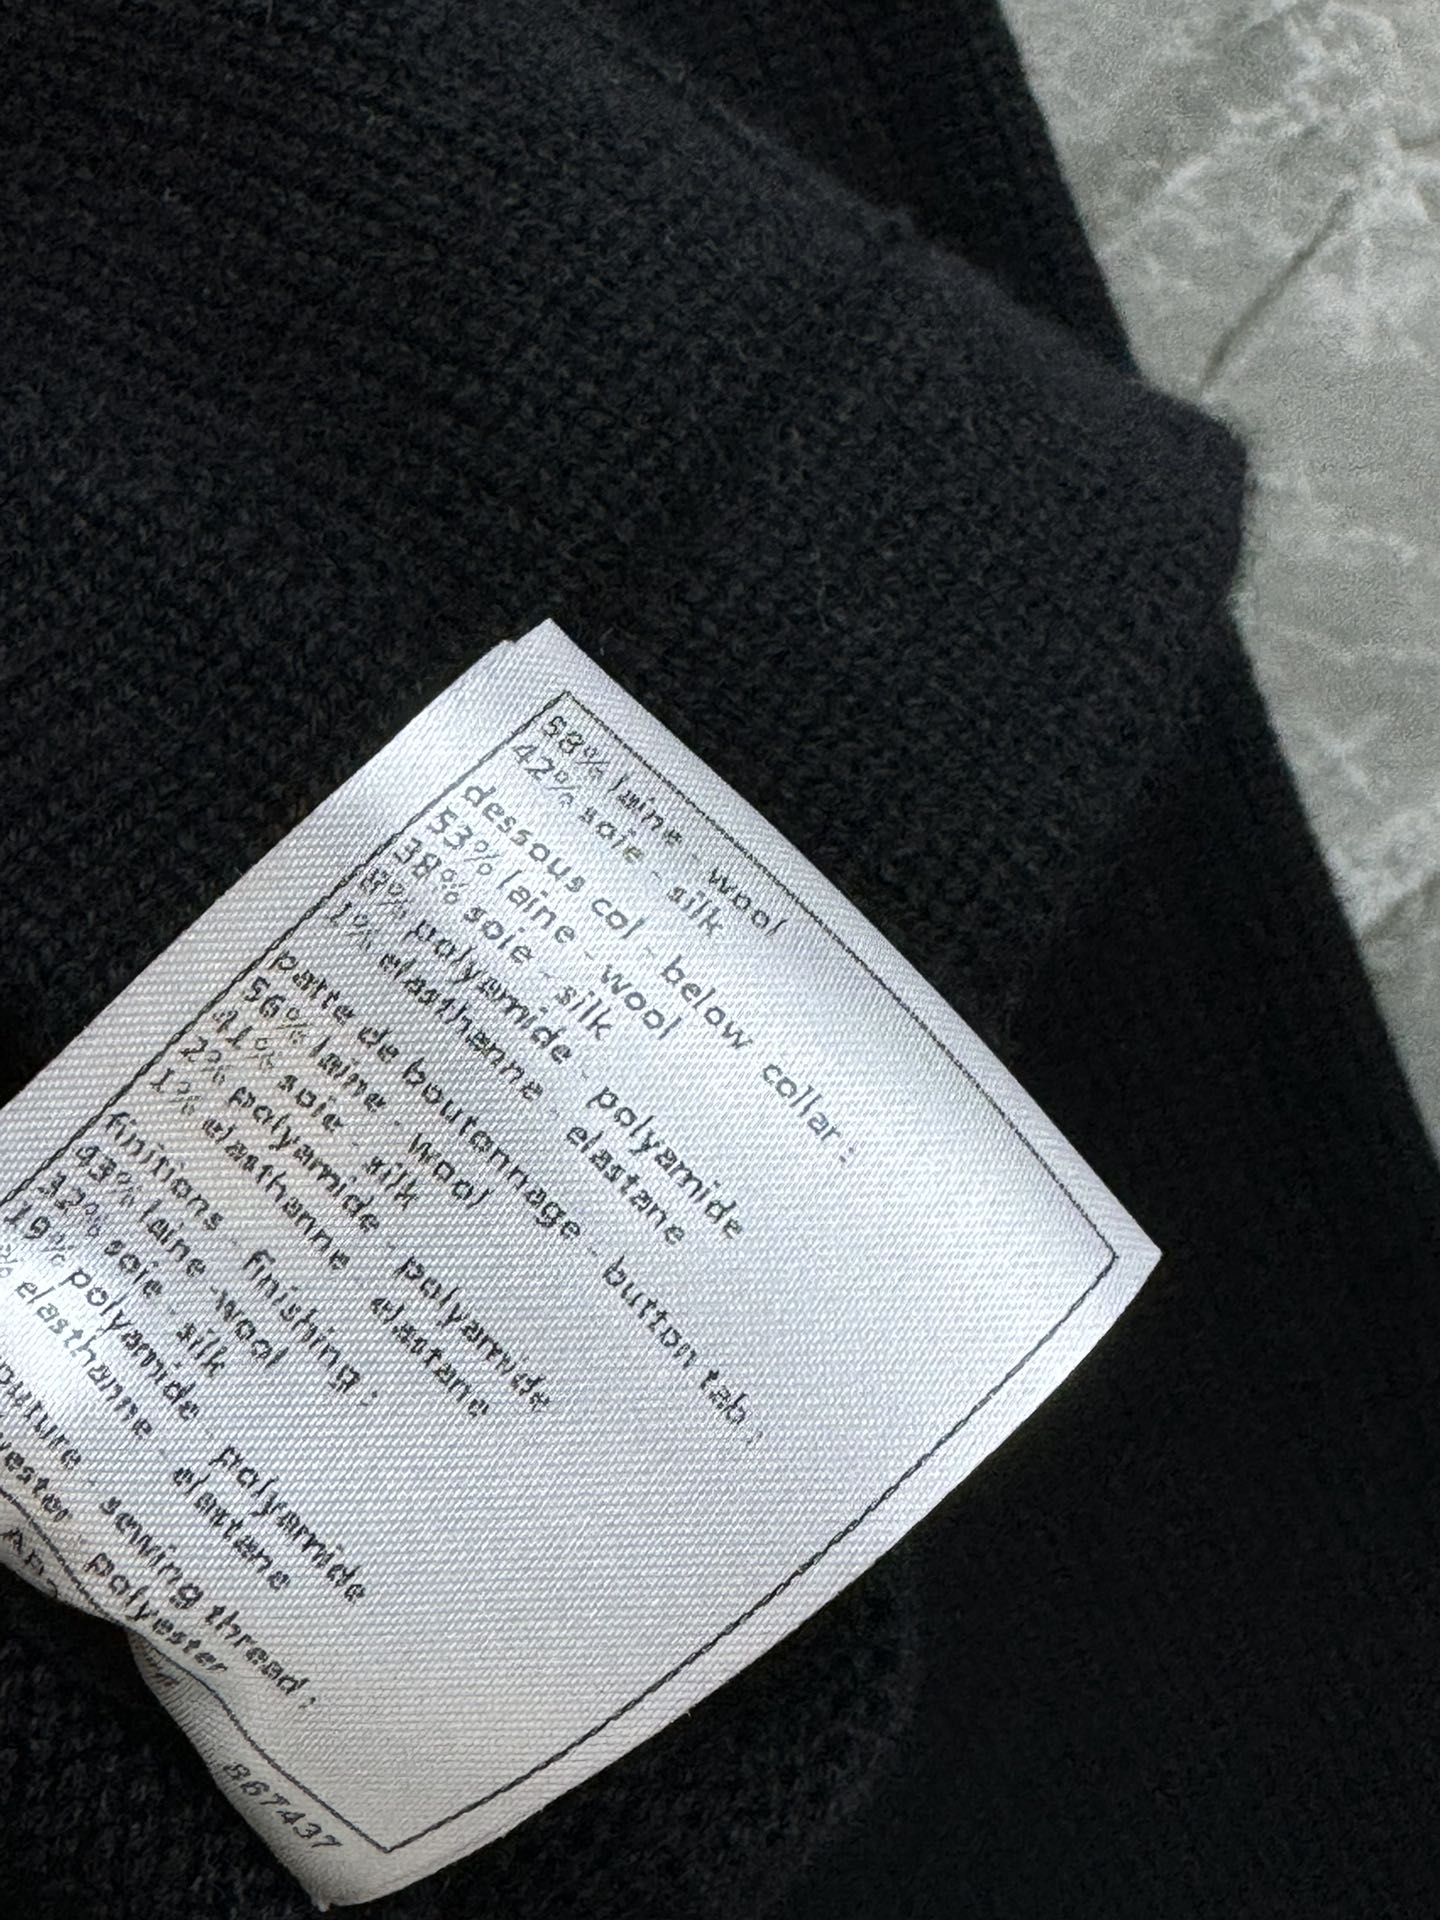 58% laine - wool
42% soie - silk
dessous col - below collar :
53% laine - wool
38% soie - silk
8% polyamide - polyamide
1% elasthanne - elastane
patte de boutonnage - button tab :
56% laine - wool
41% soie - silk
2% polyamide - polyamide
1% elasthanne elastane
finitions - finishing :
43% laine - wool
32% soie - silk
19% polyamide - polyamide
% elasthanne - elastane
outure - sewing thread :
yester - polyester
867437